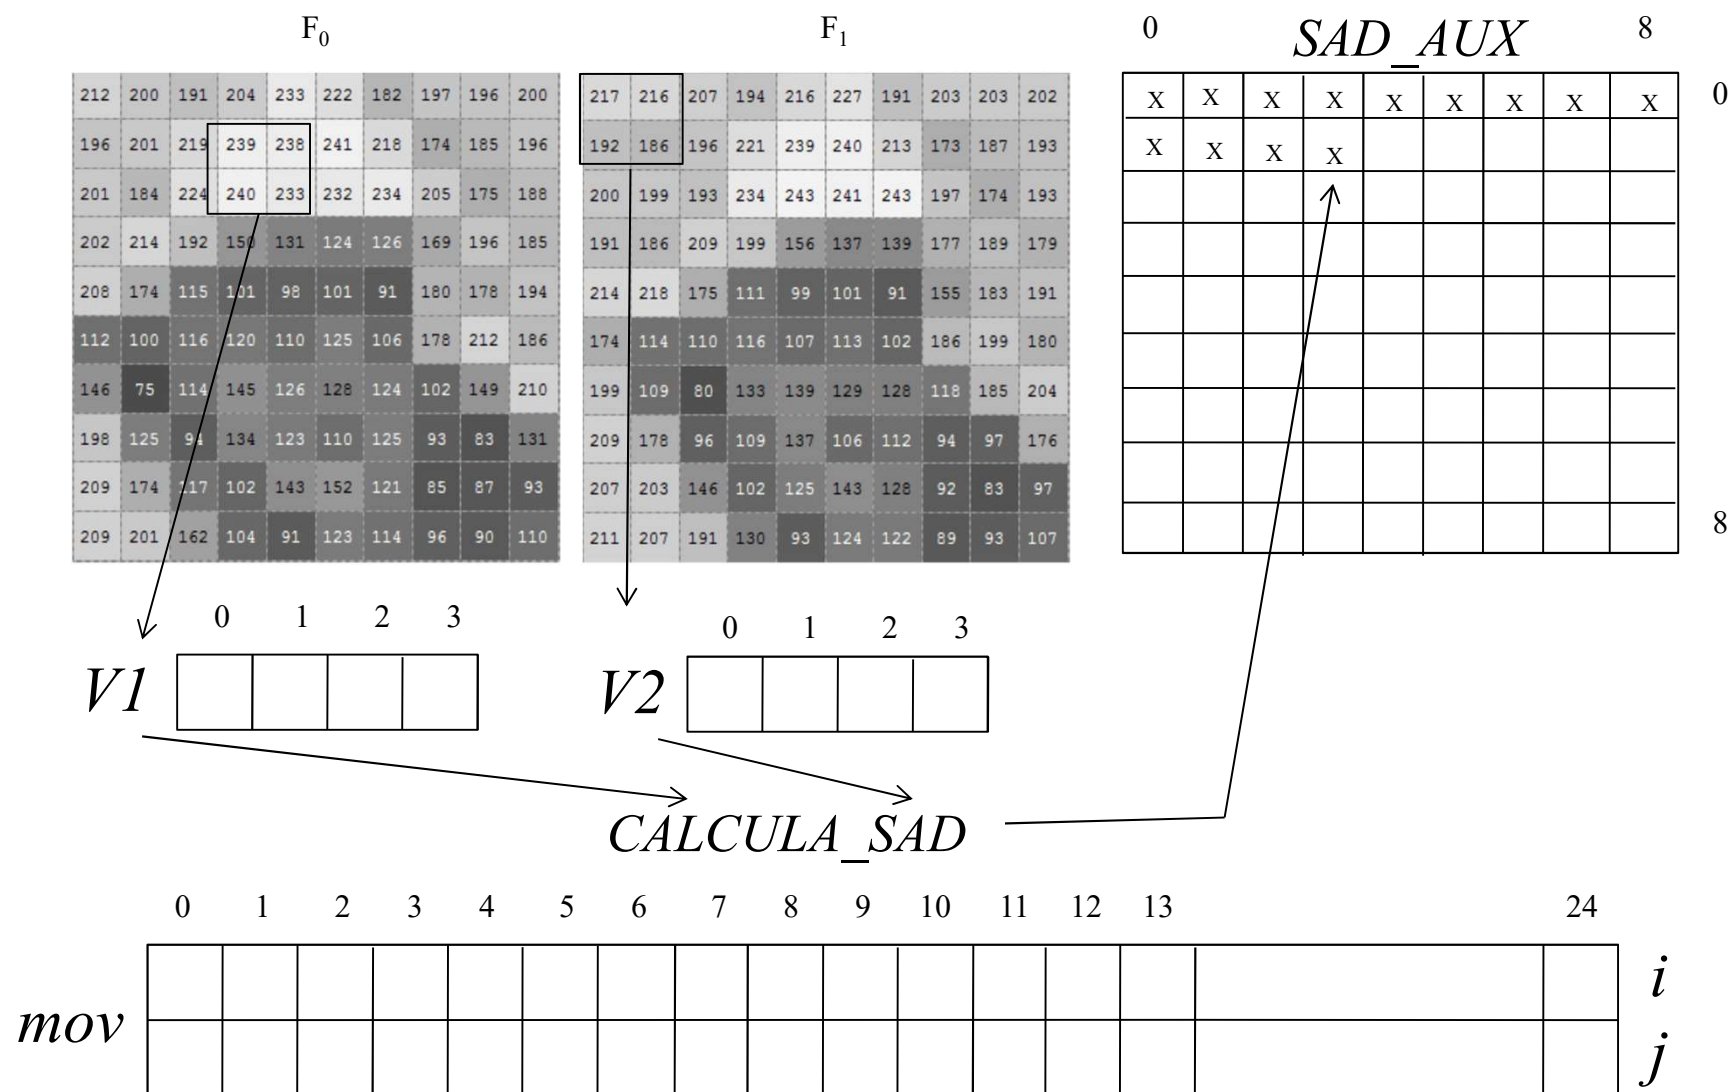 F0 F1 0 SAD_AUX 8
212 200 191 204 233 222 182 197 196 200 217 216 207 194 216 227 191 203 203 202 X X X X X X X X X 0
196 201 219 239 238 241 218 174 185 196 192 186 196 221 239 240 213 173 187 193 X X X X
201 184 224 240 233 232 234 205 175 188 200 199 193 234 243 241 243 197 174 193
202 214 192 150 131 124 126 169 196 185 191 186 209 199 156 137 139 177 189 179
208 174 115 101 98 101 91 180 178 194 214 218 175 111 99 101 91 155 183 191
112 100 116 120 110 125 106 178 212 186 174 114 110 116 107 113 102 186 199 180
146 75 114 145 126 128 124 102 149 210 199 109 80 133 139 129 128 118 185 204
198 125 94 134 123 110 125 93 83 131 209 178 96 109 137 106 112 94 97 176
209 174 117 102 143 152 121 85 87 93 207 203 146 102 125 143 128 92 83 97 8
209 201 162 104 91 123 114 96 90 110 211 207 191 130 93 124 122 89 93 107
0 1 2 3 0 1 2 3
V1 V2
CALCULA_SAD
0 1 2 3 4 5 6 7 8 9 10 11 12 13 24
i
mov
j